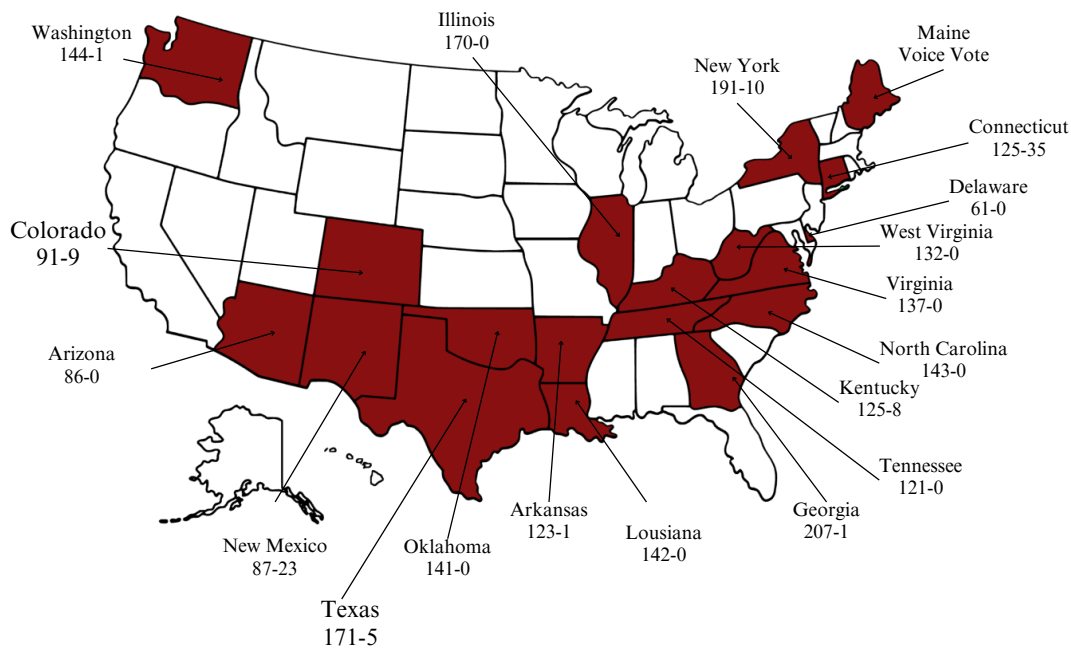 Illinois
170-0
Washington
144-1
Maine
Voice Vote
New York
191-10
Connecticut
125-35
Delaware
61-0
Colorado
91-9
West Virginia
132-0
Virginia
137-0
Arizona
86-0
North Carolina
143-0
Kentucky
125-8
Tennessee
121-0
Arkansas
123-1
Georgia
207-1
Lousiana
142-0
New Mexico
87-23
Oklahoma
141-0
Texas
171-5